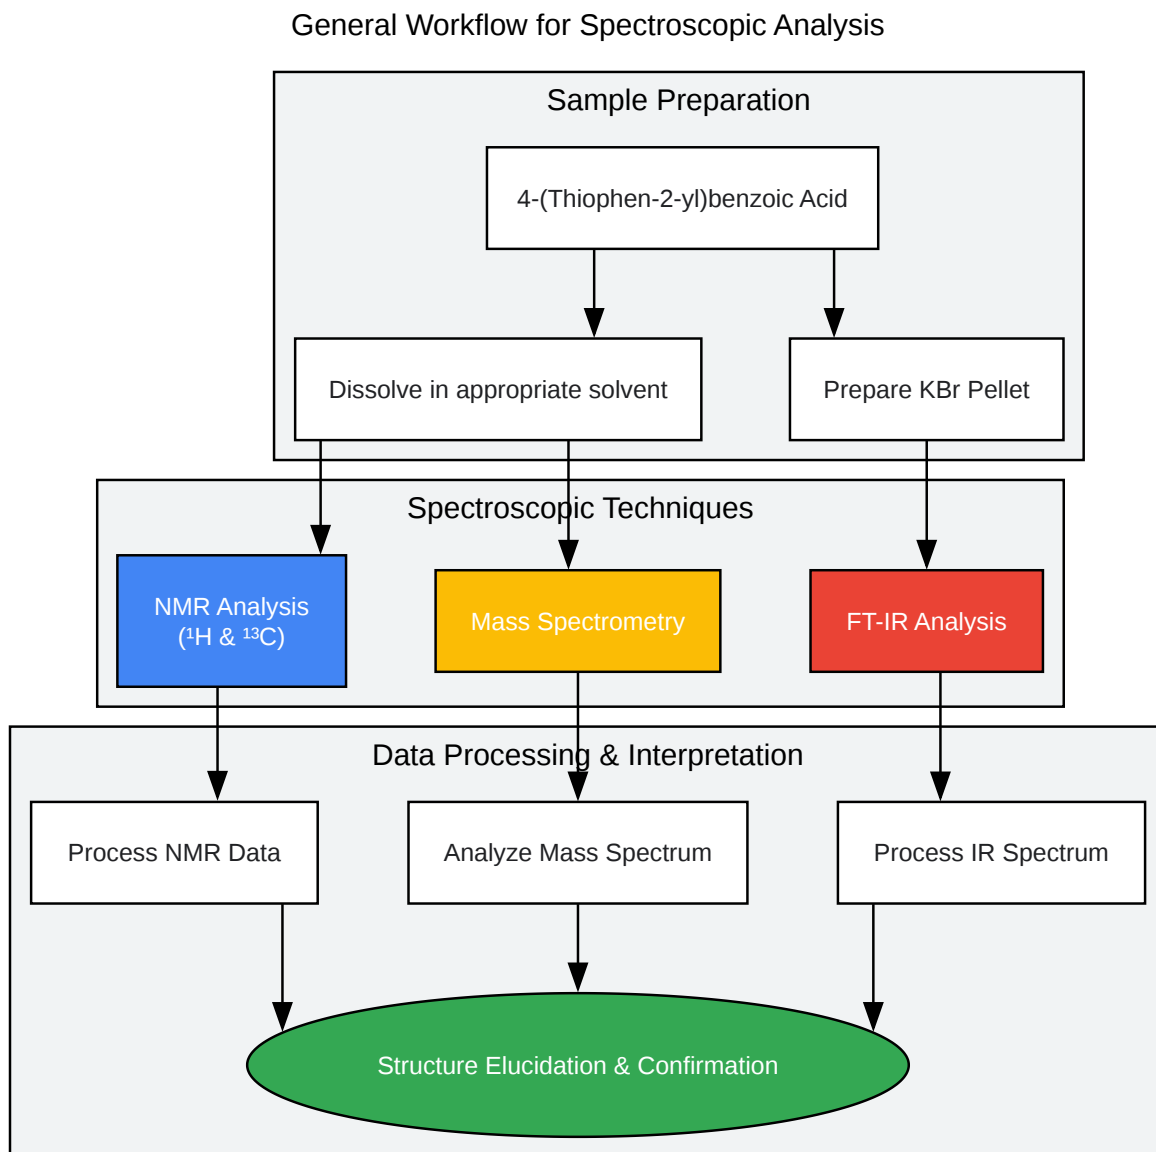 General Workflow for Spectroscopic Analysis
Sample Preparation
4-(Thiophen-2-yl)benzoic Acid
Dissolve in appropriate solvent
Prepare KBr Pellet
Spectroscopic Techniques
NMR Analysis
(¹H & ¹³C)
Mass Spectrometry
FT-IR Analysis
Data Processing & Interpretation
Process NMR Data
Analyze Mass Spectrum
Process IR Spectrum
Structure Elucidation & Confirmation